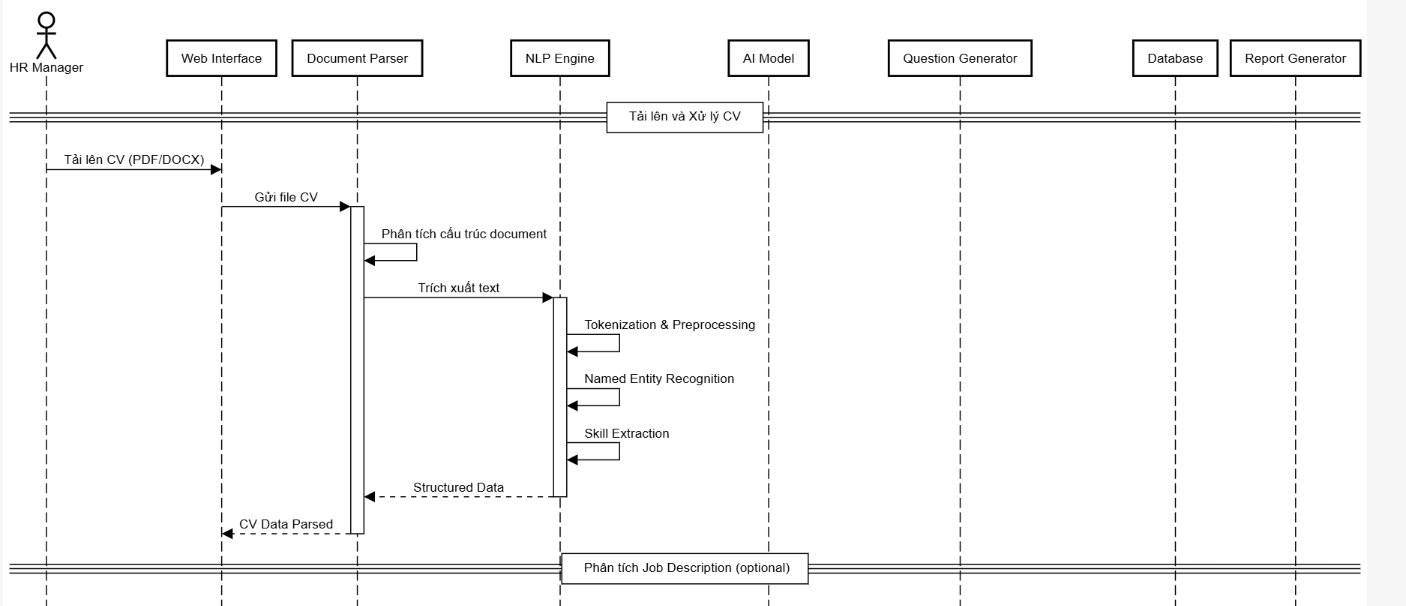 HR Manager
Web Interface
Document Parser
NLP Engine
AI Model
Question Generator
Database
Report Generator
Tải lên và Xử lý CV
Tải lên CV (PDF/DOCX)
Gửi file CV
Phân tích cấu trúc document
Trích xuất text
Tokenization & Preprocessing
Named Entity Recognition
Skill Extraction
Structured Data
CV Data Parsed
Phân tích Job Description (optional)